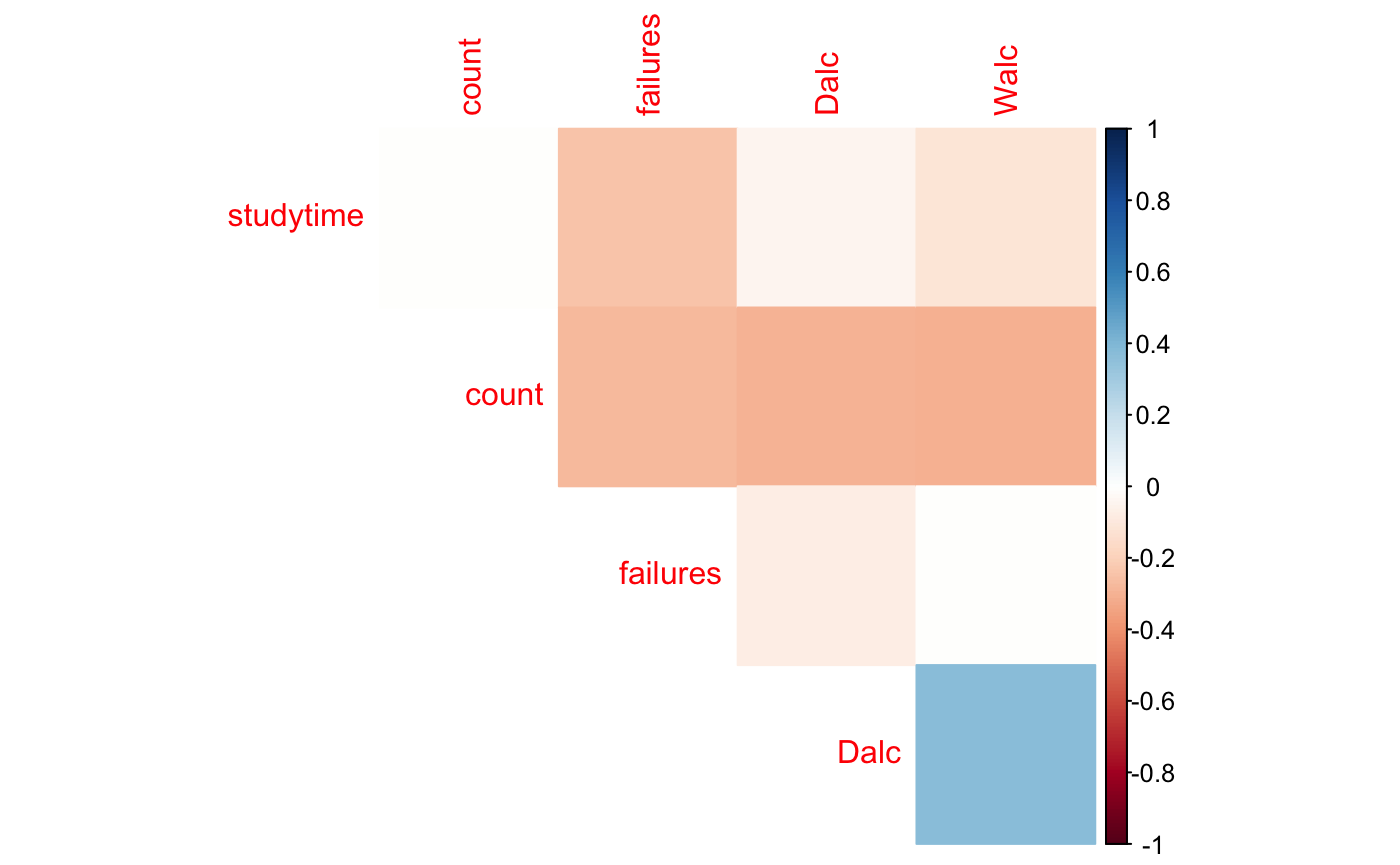 count
failures
Dalc
Walc
studytime
count
failures
Dalc
1
0.8
0.6
0.4
0.2
0
-0.2
-0.4
-0.6
-0.8
-1